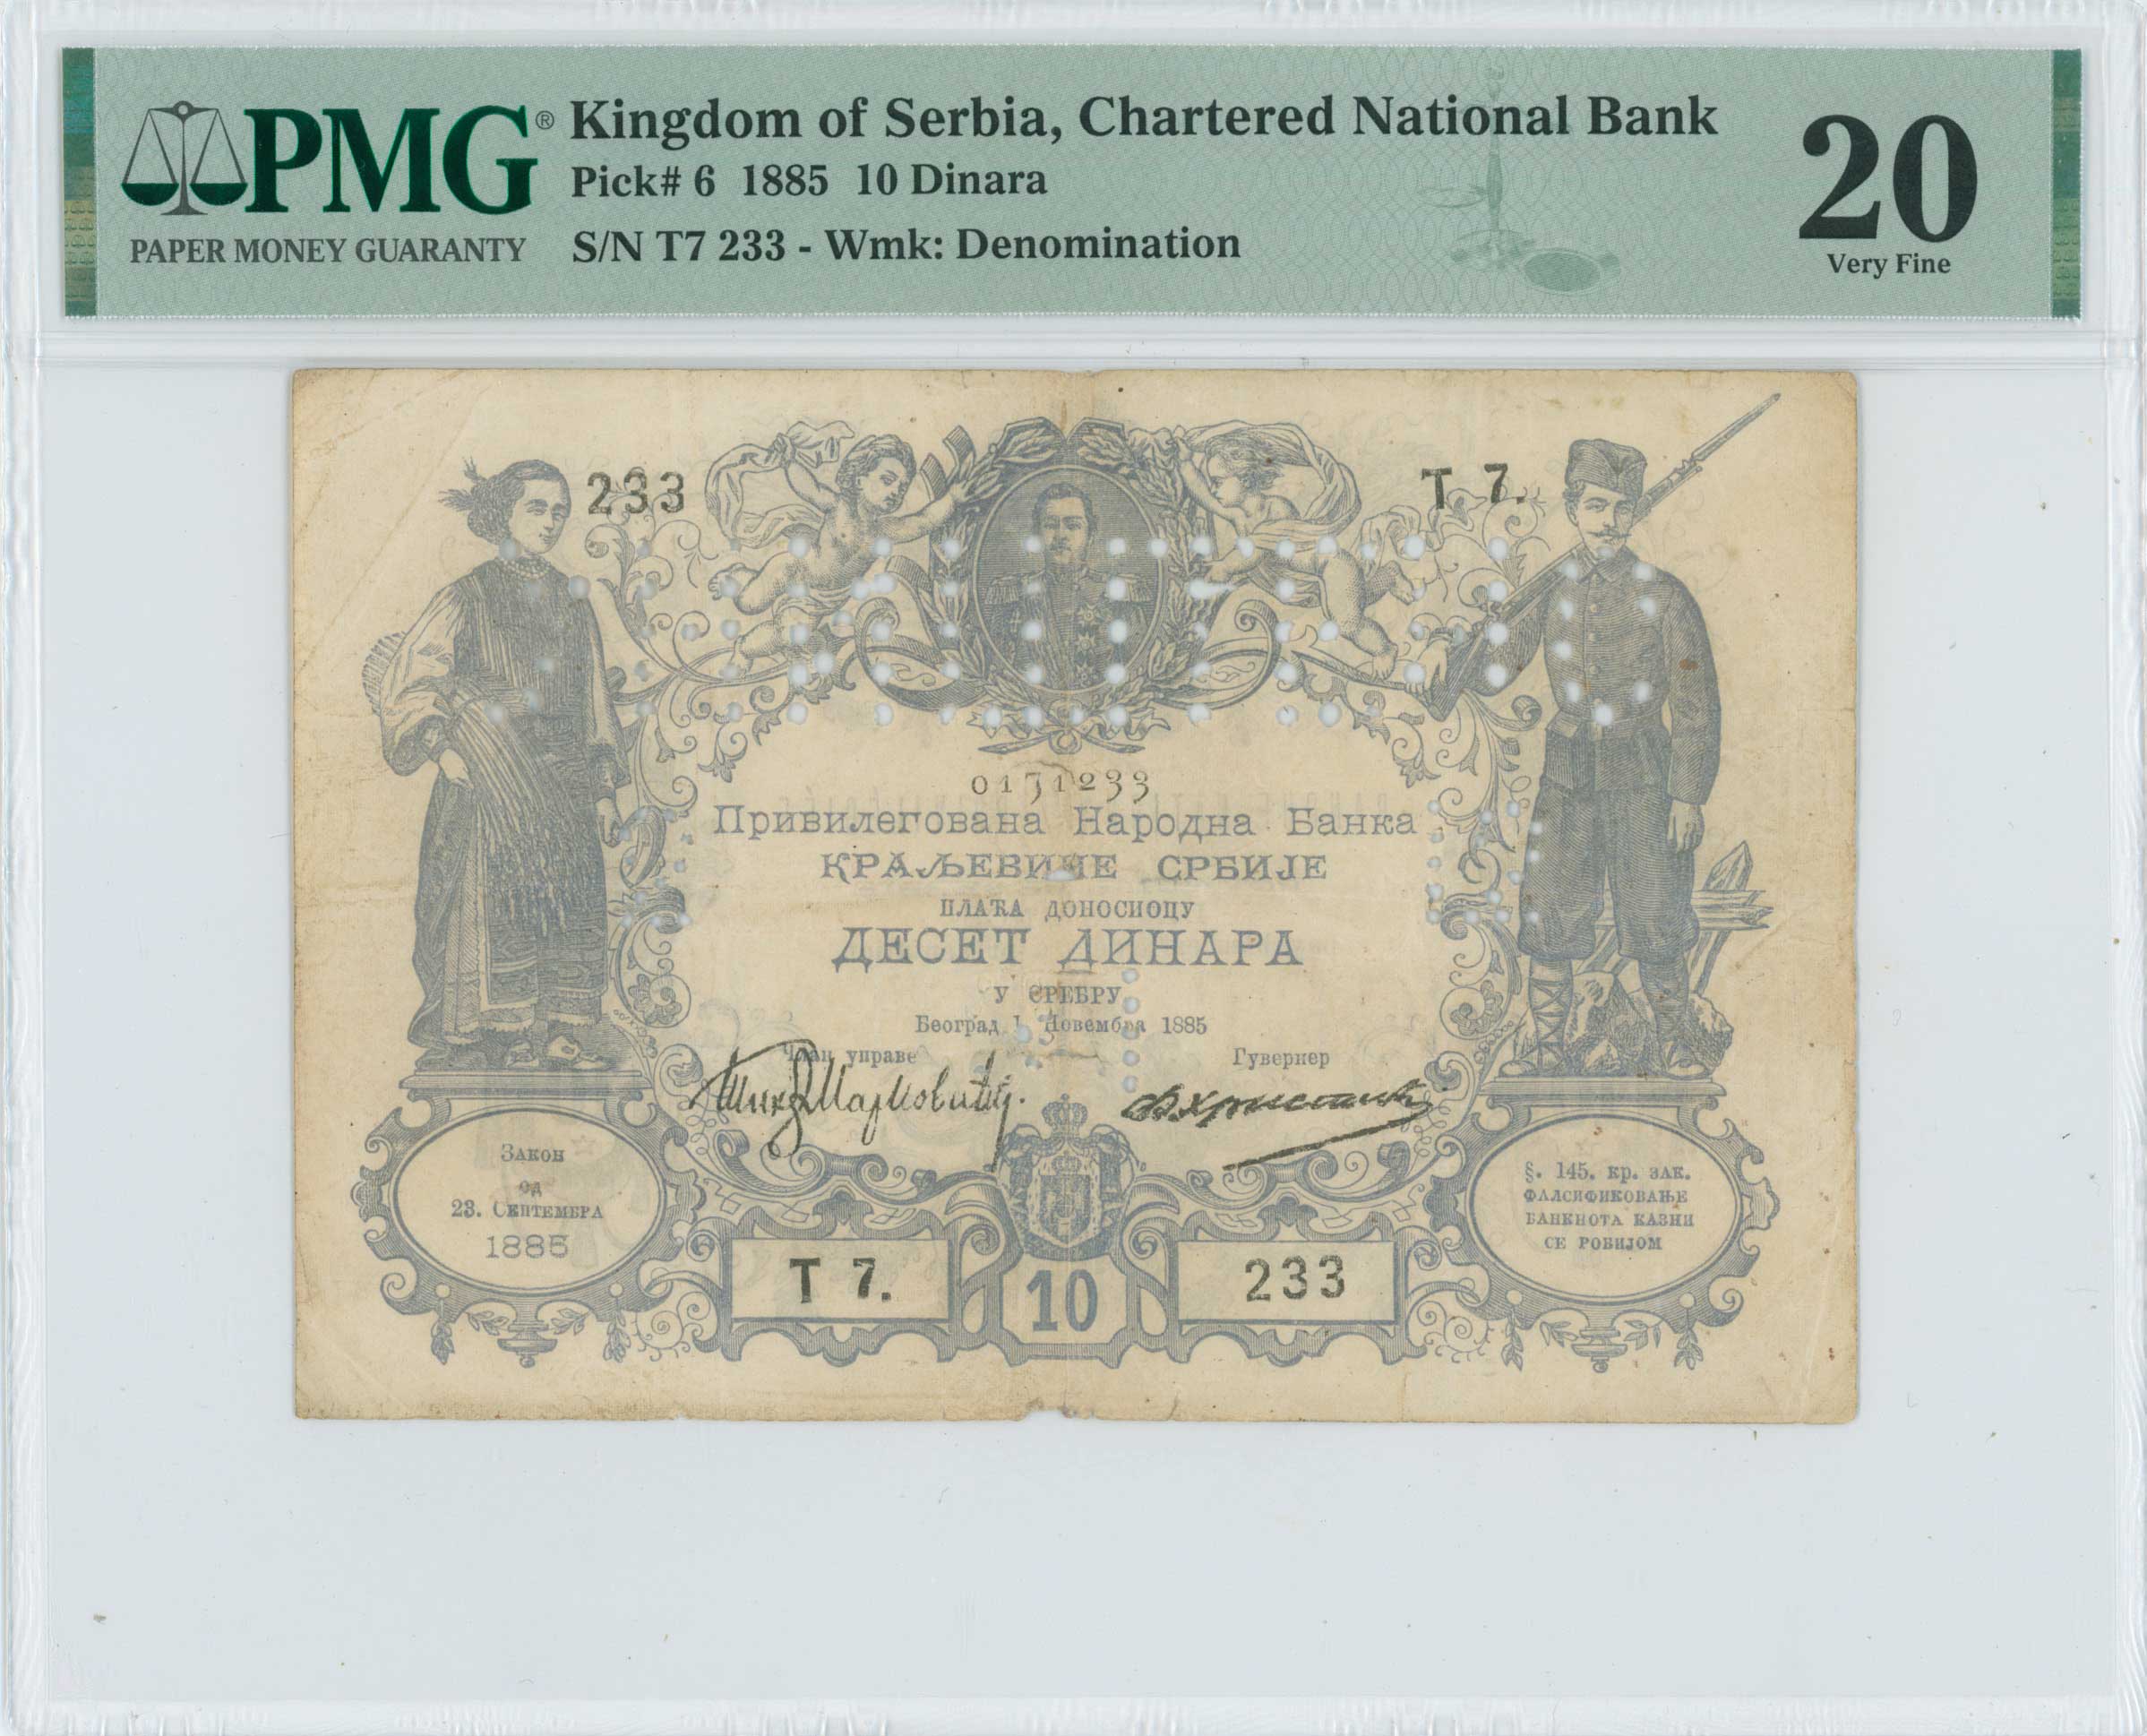 PMG®
PAPER MONEY GUARANTY
Kingdom of Serbia, Chartered National Bank
Pick# 6 1885 10 Dinara
S/N T7 233 - Wmk: Denomination
20
Very Fine
233
Т 7.
0171233
Привилегована Народна Банка
КРАЉЕВИНЕ СРБИЈЕ
ПЛАЋА ДОНОСИОЦУ
ДЕСЕТ ДИНАРА
У СРЕБРУ
Београд 1 Новембра 1885
Члан управе
Гувернер
Закон
од
23. Септембра
1885
§. 145. кр. зак.
фалсификовање
банкнота казни
се робијом
Т 7.
10
233